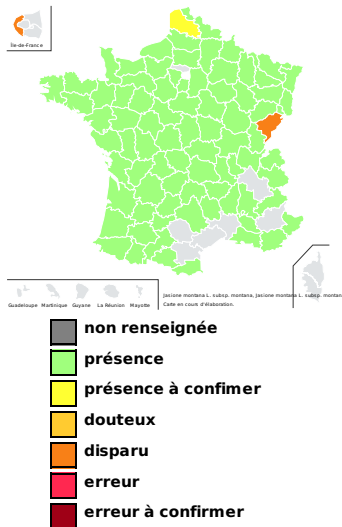 Île-de-France
Guadeloupe Martinique Guyane La Réunion Mayotte
Jasione montana L. subsp. montana, Jasione montana L. subsp. montan
Carte en cours d'élaboration.
non renseignée
présence
présence à confimer
douteux
disparu
erreur
erreur à confirmer